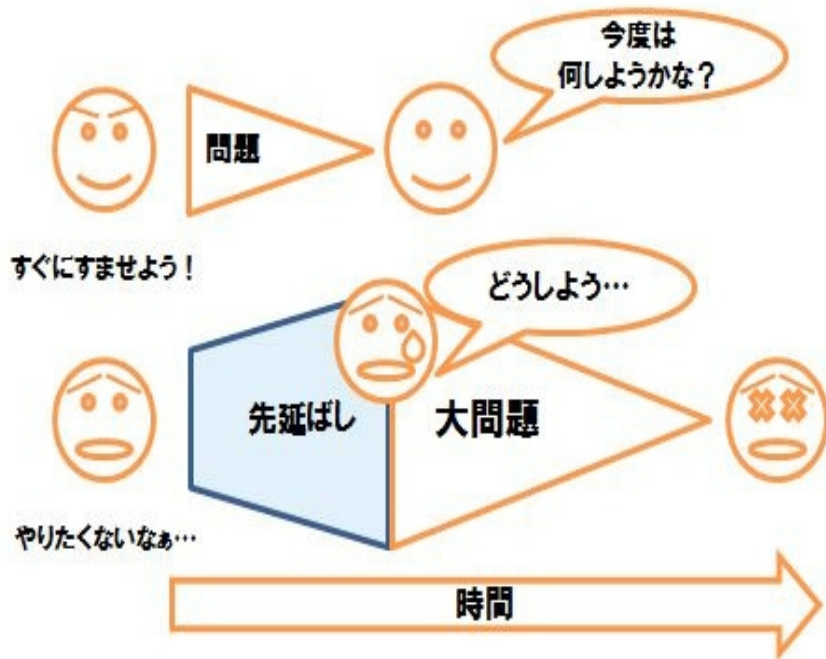 今度は
何しようかな？
問題
すぐにすませよう！
どうしよう…
先延ばし
大問題
やりたくないなぁ…
時間